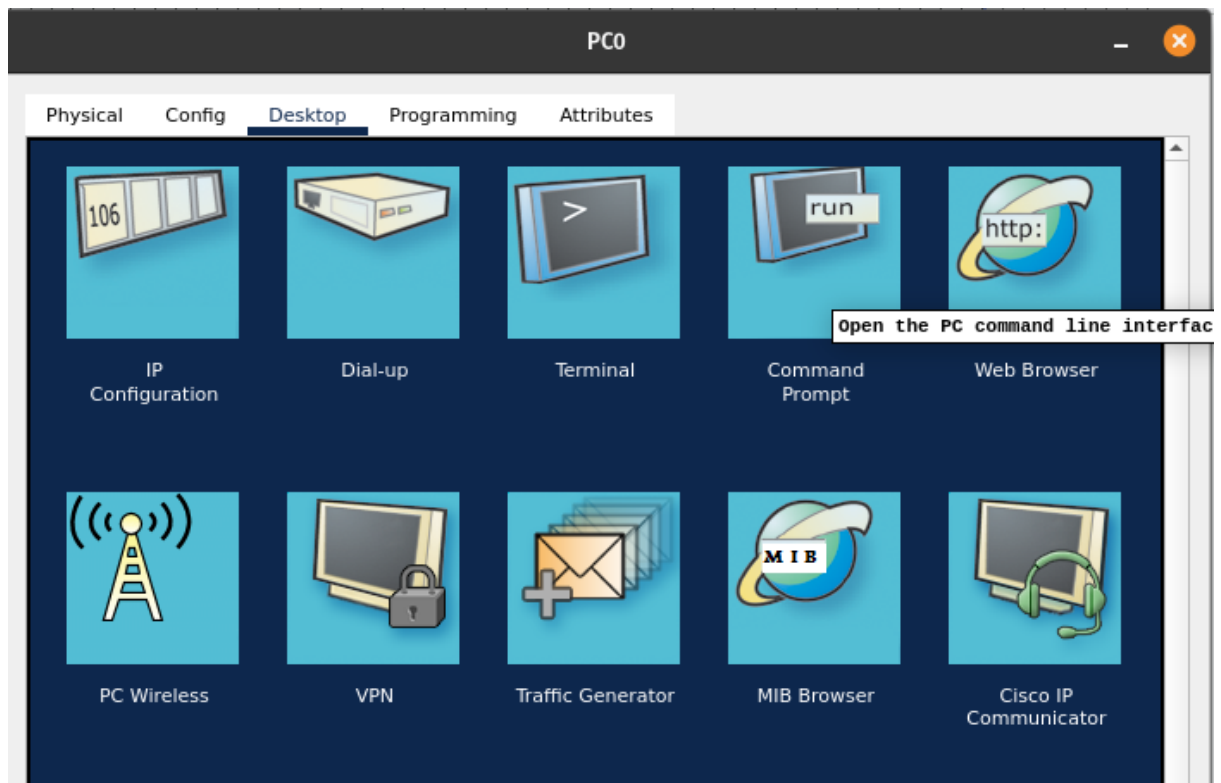 PC0
Physical Config Desktop Programming Attributes
106
>
run
http:
Open the PC command line interfac
IP
Configuration
Dial-up
Terminal
Command
Prompt
Web Browser
MIB
PC Wireless
VPN
Traffic Generator
MIB Browser
Cisco IP
Communicator